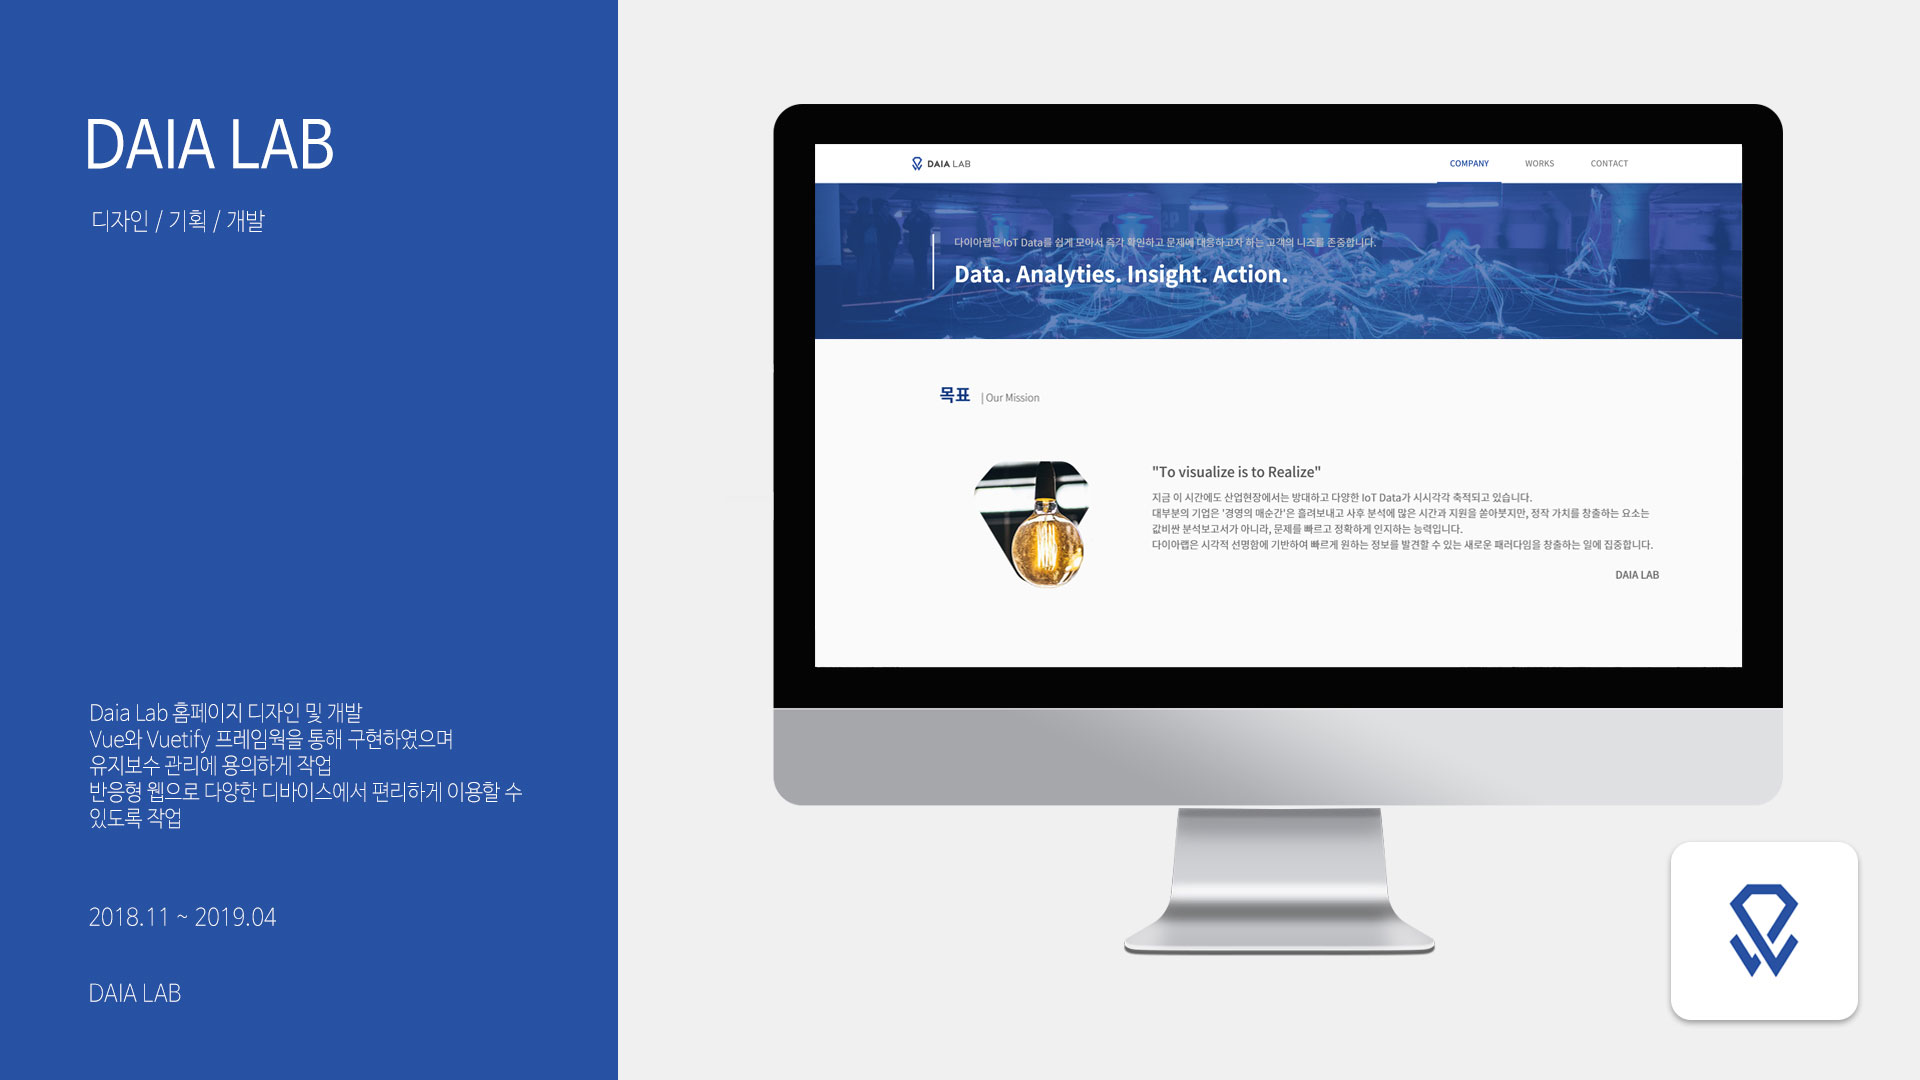 DAIA LAB
디자인 / 기획 / 개발
Daia Lab 홈페이지 디자인 및 개발
Vue와 Vuetify 프레임웍을 통해 구현하였으며
유지보수 관리에 용의하게 작업
반응형 웹으로 다양한 디바이스에서 편리하게 이용할 수
있도록 작업
2018.11 ~ 2019.04
DAIA LAB
DAIA LAB
COMPANY WORKS CONTACT
다이아랩은 IoT Data를 쉽게 모아서 즉각 확인하고 문제에 대응하고자 하는 고객의 니즈를 존중합니다.
Data. Analyties. Insight. Action.
목표 | Our Mission
"To visualize is to Realize"
지금 이 시간에도 산업현장에서는 방대하고 다양한 IoT Data가 시시각각 축적되고 있습니다.
대부분의 기업은 '경영의 매순간'은 흘려보내고 사후 분석에 많은 시간과 지원을 쏟아붓지만, 정작 가치를 창출하는 요소는
값비싼 분석보고서가 아니라, 문제를 빠르고 정확하게 인지하는 능력입니다.
다이아랩은 시각적 선명함에 기반하여 빠르게 원하는 정보를 발견할 수 있는 새로운 패러다임을 창출하는 일에 집중합니다.
DAIA LAB